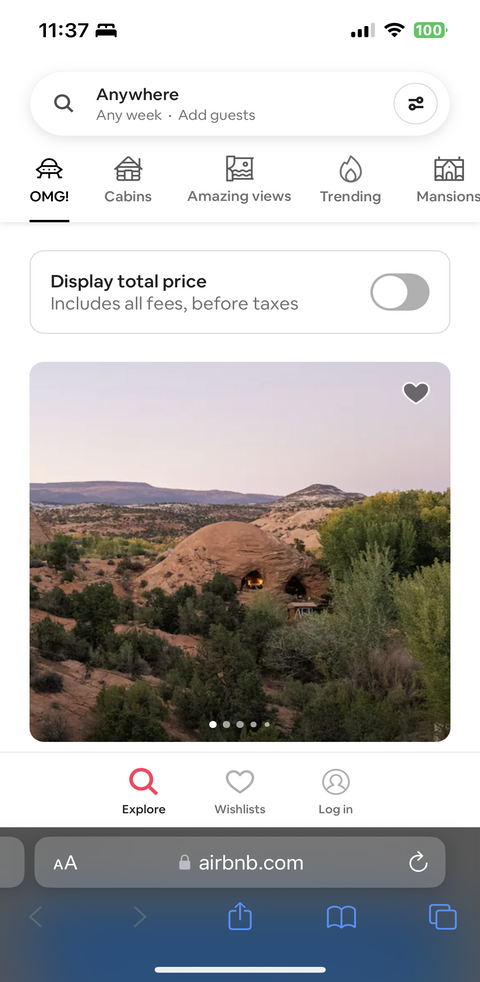 11:37
100
Anywhere
Any week · Add guests
OMG!
Cabins
Amazing views
Trending
Mansions
Display total price
Includes all fees, before taxes
Explore
Wishlists
Log in
AA
airbnb.com